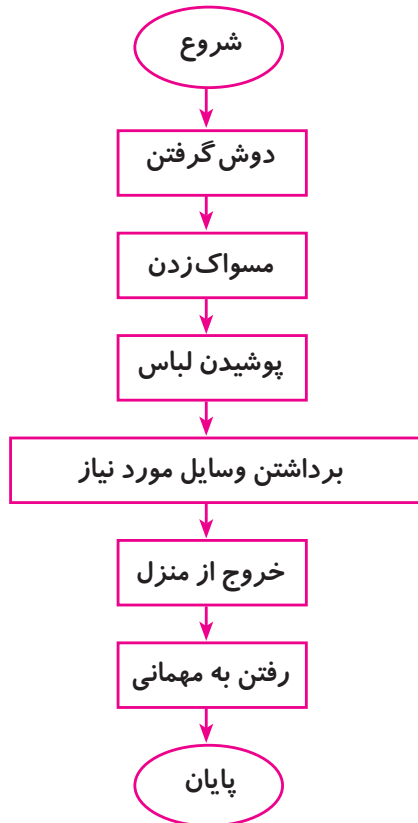 شروع
دوش گرفتن
مسواک زدن
پوشیدن لباس
برداشتن وسایل مورد نیاز
خروج از منزل
رفتن به مهمانی
پایان